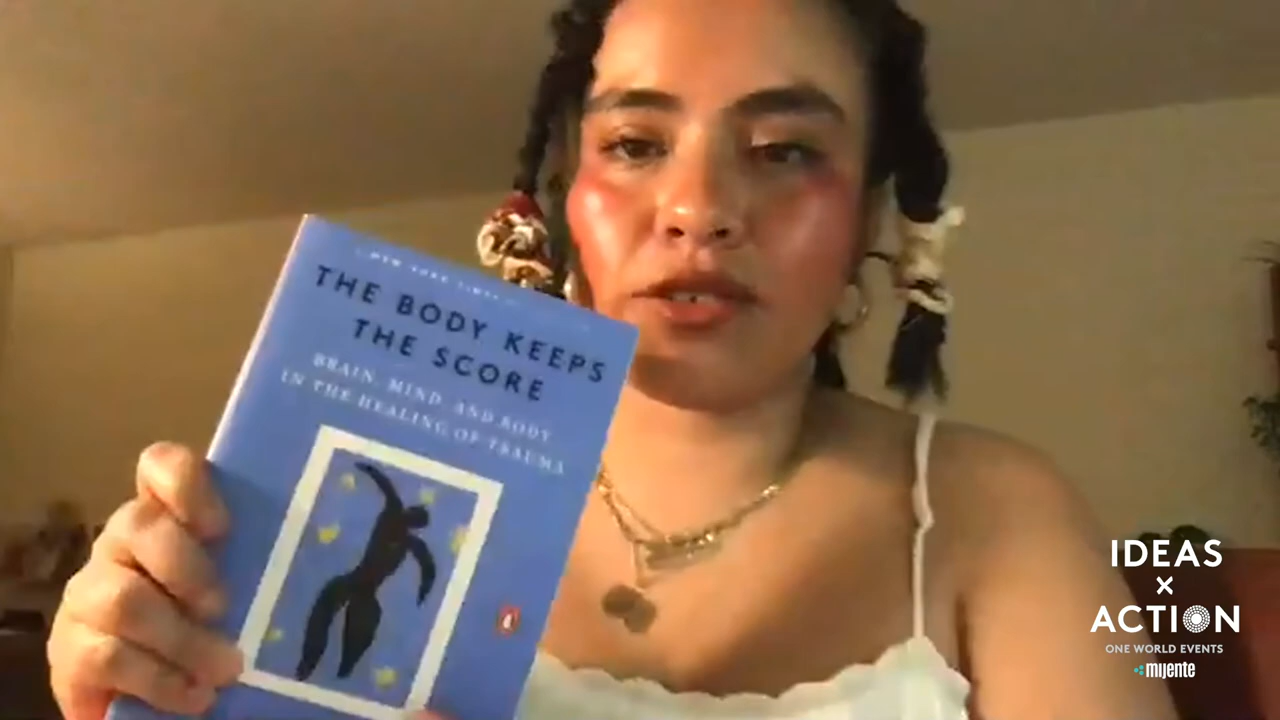 THE BODY KEEPS
THE SCORE
BRAIN, MIND, AND BODY
IN THE HEALING OF TRAUMA
IDEAS
x
ACTION
ONE WORLD EVENTS
mijente